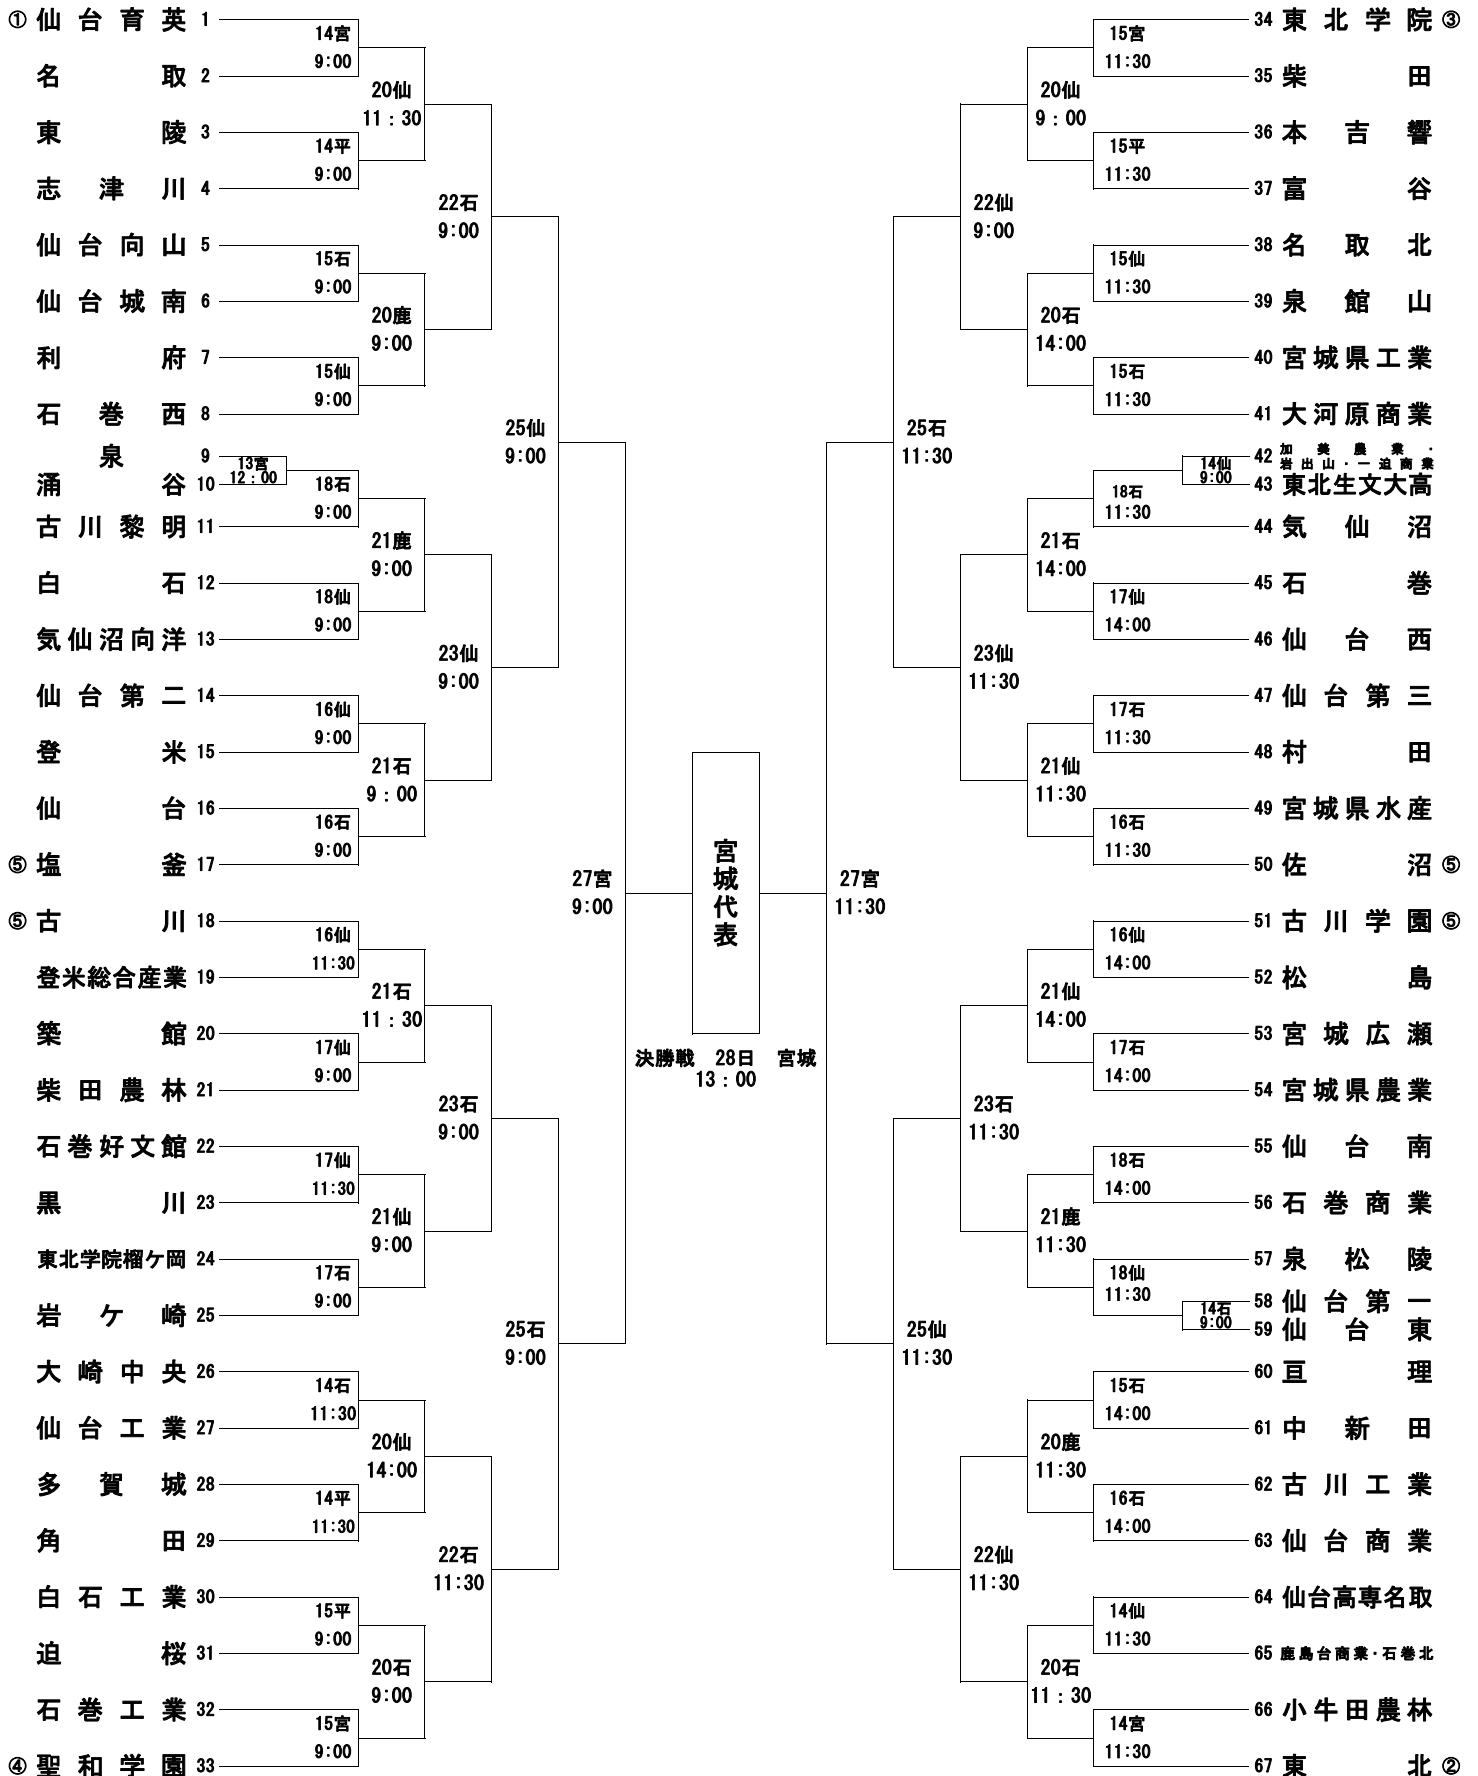 ① 仙台育英 1
14宮
9:00
名取 2
20仙
11:30
東陵 3
14平
9:00
志津川 4
22石
9:00
仙台向山 5
15石
9:00
仙台城南 6
20鹿
9:00
利府 7
15仙
9:00
石巻西 8
25仙
9:00
泉 9
13宮
12:00
涌谷 10
18石
9:00
古川黎明 11
21鹿
9:00
白石 12
18仙
9:00
気仙沼向洋 13
23仙
9:00
仙台第二 14
16仙
9:00
登米 15
21石
9:00
仙台 16
16石
9:00
⑤ 塩釜 17
27宮
9:00
⑤ 古川 18
16仙
11:30
登米総合産業 19
21石
11:30
築館 20
17仙
9:00
柴田農林 21
23石
9:00
石巻好文館 22
17仙
11:30
黒川 23
21仙
9:00
東北学院榴ケ岡 24
17石
9:00
岩ケ崎 25
25石
9:00
大崎中央 26
14石
11:30
仙台工業 27
20仙
14:00
多賀城 28
14平
11:30
角田 29
22石
11:30
白石工業 30
15平
9:00
迫桜 31
20石
9:00
石巻工業 32
15宮
9:00
④ 聖和学園 33
宮城代表
決勝戦 28日 宮城
13:00
34 東北学院 ③
15宮
11:30
35 柴田
20仙
9:00
36 本吉響
15平
11:30
37 富谷
22仙
9:00
38 名取北
15仙
11:30
39 泉館山
20石
14:00
40 宮城県工業
15石
11:30
41 大河原商業
25石
11:30
42 加美農業・
岩出山・一迫商業
14仙
9:00
43 東北生文大高
18石
11:30
44 気仙沼
21石
14:00
45 石巻
17仙
14:00
46 仙台西
23仙
11:30
47 仙台第三
17石
11:30
48 村田
21仙
11:30
49 宮城県水産
16石
11:30
50 佐沼 ⑤
27宮
11:30
51 古川学園 ⑤
16仙
14:00
52 松島
21仙
14:00
53 宮城広瀬
17石
14:00
54 宮城県農業
23石
11:30
55 仙台南
18石
14:00
56 石巻商業
21鹿
11:30
57 泉松陵
18仙
11:30
58 仙台第一
14石
9:00
59 仙台東
25仙
11:30
60 亘理
15石
14:00
61 中新田
20鹿
11:30
62 古川工業
16石
14:00
63 仙台商業
22仙
11:30
64 仙台高専名取
14仙
11:30
65 鹿島台商業・石巻北
20石
11:30
66 小牛田農林
14宮
11:30
67 東北 ②